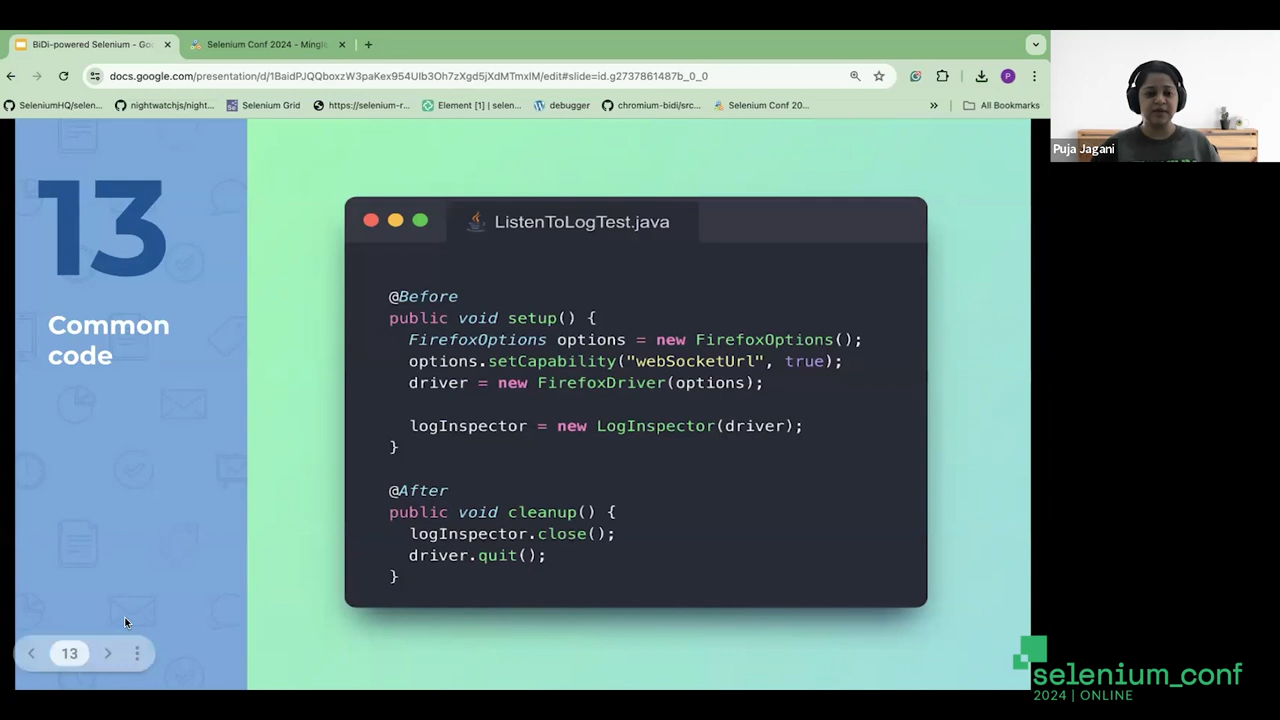 BiDi-powered Selenium - Goo
Selenium Conf 2024 - Mingle
docs.google.com/presentation/d/1BaidPJQQboxzW3paKex954Ulb3Oh7zXgd5jXdMTmxIM/edit#slide=id.g2737861487b_0_0
P
SeleniumHQ/selen...
nightwatchjs/night...
Selenium Grid
https://selenium-r...
Element [1] | selen...
debugger
chromium-bidi/src...
Selenium Conf 20...
»
All Bookmarks
Puja Jagani
13
Common
code
ListenToLogTest.java
@Before
public void setup() {
FirefoxOptions options = new FirefoxOptions();
options.setCapability("webSocketUrl", true);
driver = new FirefoxDriver(options);
logInspector = new LogInspector(driver);
}
@After
public void cleanup() {
logInspector.close();
driver.quit();
}
13
selenium_conf
2024 | ONLINE